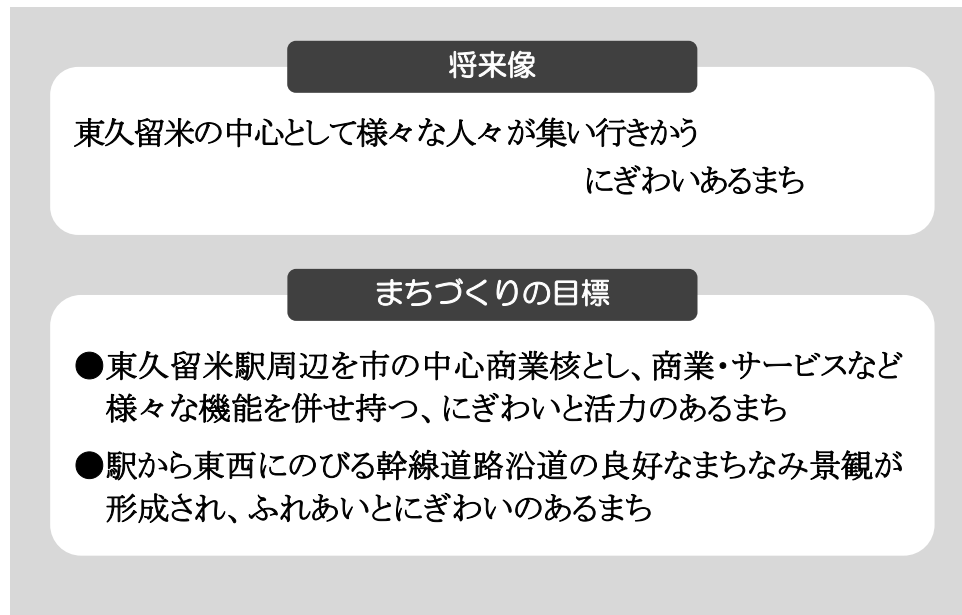 将来像
東久留米の中心として様々な人々が集い行きかう
にぎわいあるまち
まちづくりの目標
●東久留米駅周辺を市の中心商業核とし、商業・サービスなど
様々な機能を併せ持つ、にぎわいと活力のあるまち
●駅から東西にのびる幹線道路沿道の良好なまちなみ景観が
形成され、ふれあいとにぎわいのあるまち